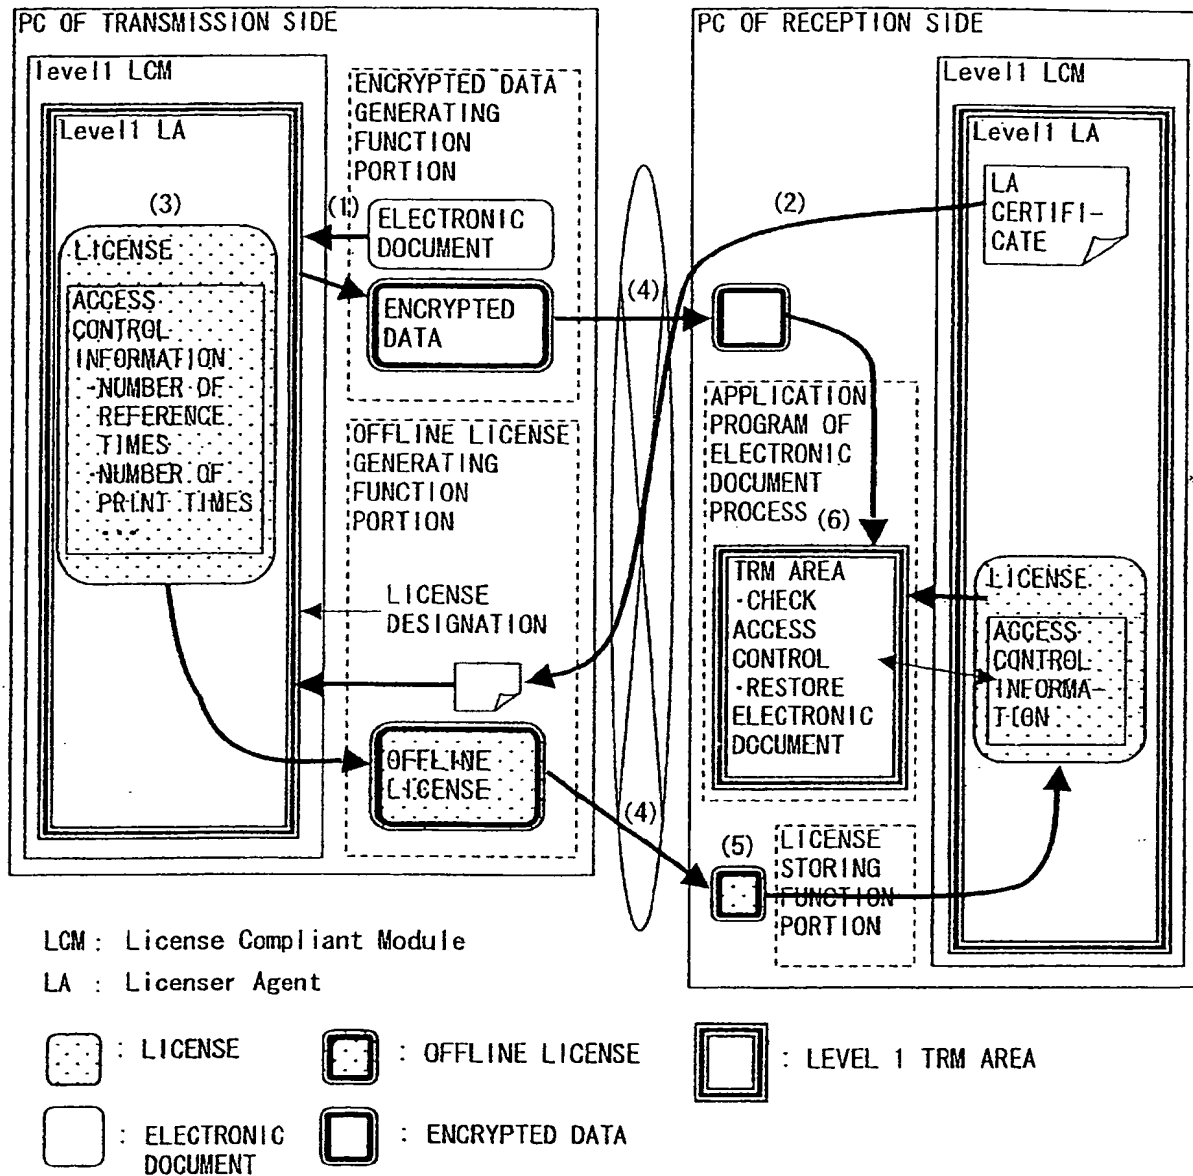 PC OF TRANSMISSION SIDE
level1 LCM
Level1 LA
(3)
LICENSE
ACCESS
CONTROL
INFORMATION
-NUMBER OF
REFERENCE
TIMES
-NUMBER OF
PRINT TIMES
...
ENCRYPTED DATA
GENERATING
FUNCTION
PORTION
(1)
ELECTRONIC
DOCUMENT
ENCRYPTED
DATA
OFFLINE LICENSE
GENERATING
FUNCTION
PORTION
LICENSE
DESIGNATION
OFFLINE
LICENSE
(4)
(4)
PC OF RECEPTION SIDE
(2)
APPLICATION
PROGRAM OF
ELECTRONIC
DOCUMENT
PROCESS
(6)
TRM AREA
·CHECK
ACCESS
CONTROL
·RESTORE
ELECTRONIC
DOCUMENT
(5)
LICENSE
STORING
FUNCTION
PORTION
Level1 LCM
Level1 LA
LA
CERTIFI-
CATE
LICENSE
ACCESS
CONTROL
INFORMA-
TION
LCM : License Compliant Module
LA : Licenser Agent
: LICENSE
: OFFLINE LICENSE
: LEVEL 1 TRM AREA
: ELECTRONIC
DOCUMENT
: ENCRYPTED DATA